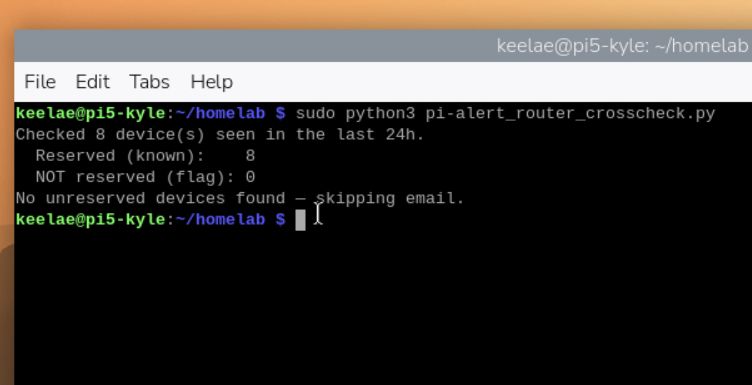 keelae@pi5-kyle: ~/homelab
File Edit Tabs Help
keelae@pi5-kyle:~/homelab $ sudo python3 pi-alert_router_crosscheck.py
Checked 8 device(s) seen in the last 24h.
  Reserved (known):    8
  NOT reserved (flag): 0
No unreserved devices found — skipping email.
keelae@pi5-kyle:~/homelab $